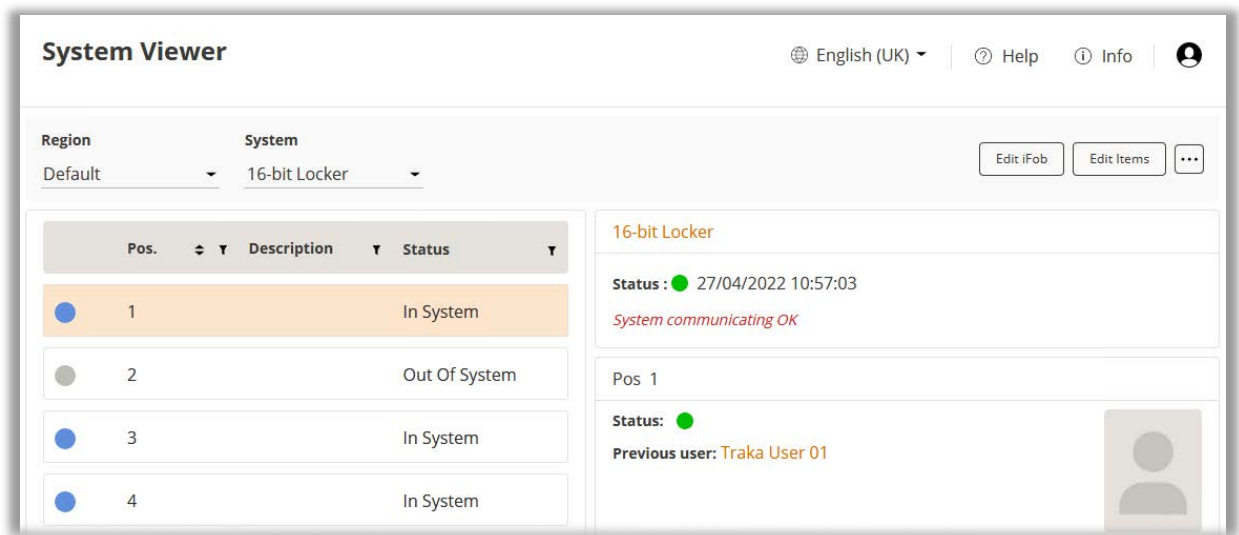 System Viewer
English (UK) Help Info
Region System
Default 16-bit Locker
Edit iFob Edit Items ...
Pos. Description Status
1 In System
2 Out Of System
3 In System
4 In System
16-bit Locker
Status : 27/04/2022 10:57:03
System communicating OK
Pos 1
Status:
Previous user: Traka User 01